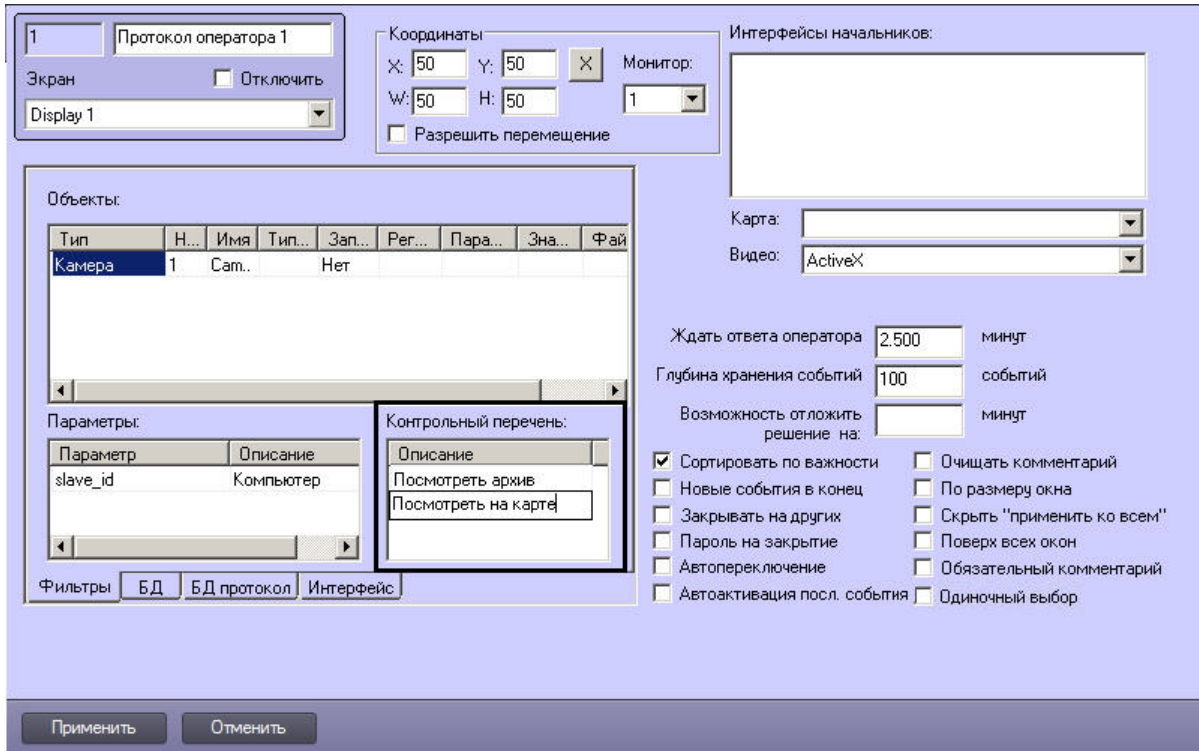 1
Протокол оператора 1
Экран
Отключить
Display 1
Координаты
X: 50 Y: 50 X
W: 50 H: 50
Монитор:
1
Разрешить перемещение
Интерфейсы начальников:
Карта:
Видео: ActiveX
Объекты:
Тип Н... Имя Тип... Зап... Рег... Пара... Зна... Фай
Камера 1 Cam.. Нет
Параметры:
Параметр Описание
slave_id Компьютер
Контрольный перечень:
Описание
Посмотреть архив
Посмотреть на карте
Фильтры БД БД протокол Интерфейс
Ждать ответа оператора 2.500 минут
Глубина хранения событий 100 событий
Возможность отложить минут
решение на:
Сортировать по важности Очищать комментарий
Новые события в конец По размеру окна
Закрывать на других Скрыть "применить ко всем"
Пароль на закрытие Поверх всех окон
Автопереключение Обязательный комментарий
Автоактивация посл. события Одиночный выбор
Применить Отменить